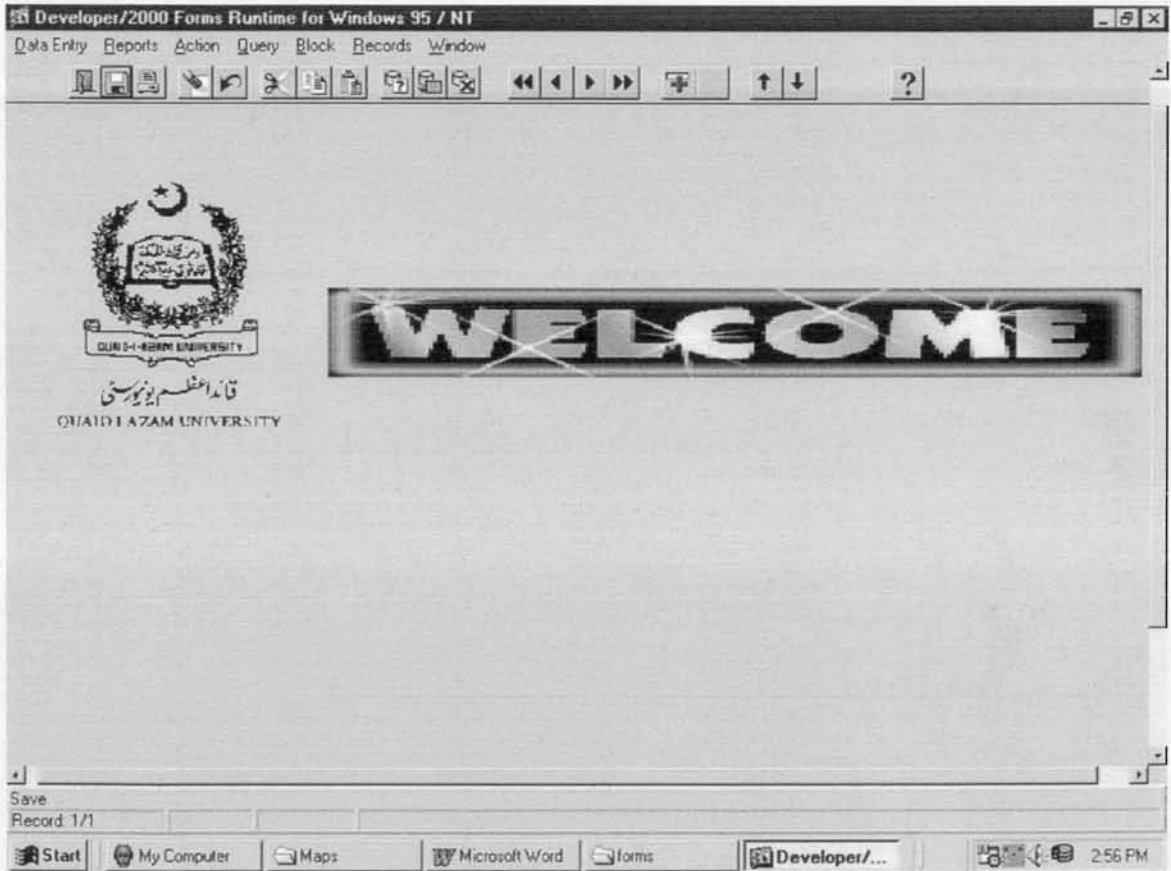 Developer/2000 Forms Runtime for Windows 95 / NT
Data Entry Reports Action Query Block Records Window
?
WELCOME
QUAID-I-AZAM UNIVERSITY
قائداعظم یونیورسٹی
QUAID I AZAM UNIVERSITY
Save
Record: 1/1
Start My Computer Maps Microsoft Word forms Developer/... 2:56 PM